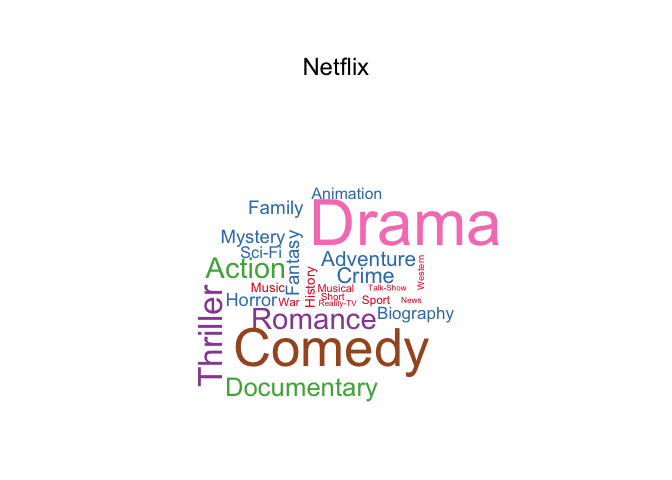 Netflix
Animation
Family
Drama
Mystery
Sci-Fi
Fantasy
Adventure
Action
Crime
Western
Music
History
Musical
Talk-Show
Horror
War
Short
Reality-TV
Sport
News
Thriller
Romance
Biography
Comedy
Documentary